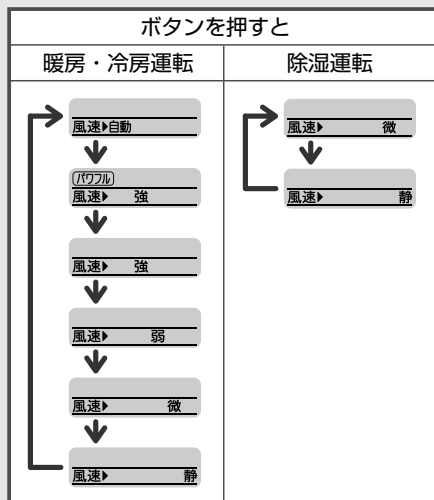 ボタンを押すと
暖房・冷房運転
除湿運転
風速▶自動
パワフル
風速▶ 強
風速▶ 強
風速▶ 弱
風速▶ 微
風速▶ 静
風速▶ 微
風速▶ 静